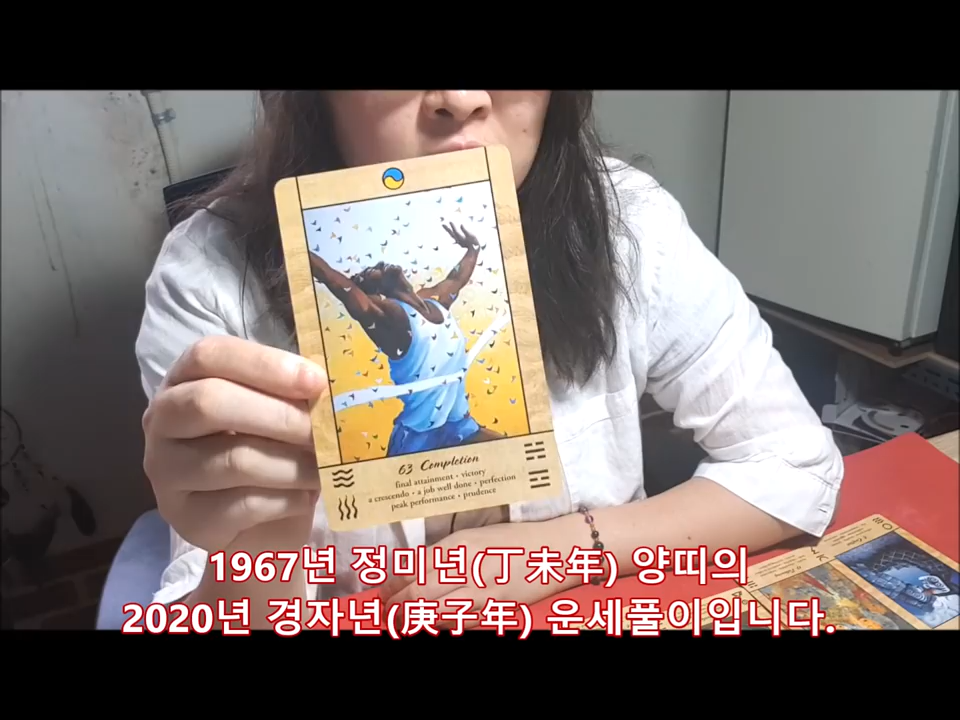 63 Completion
final attainment • victory
a crescendo • a job well done • perfection
peak performance • prudence
1967년 정미년(丁未年) 양띠의
2020년 경자년(庚子年) 운세풀이입니다.